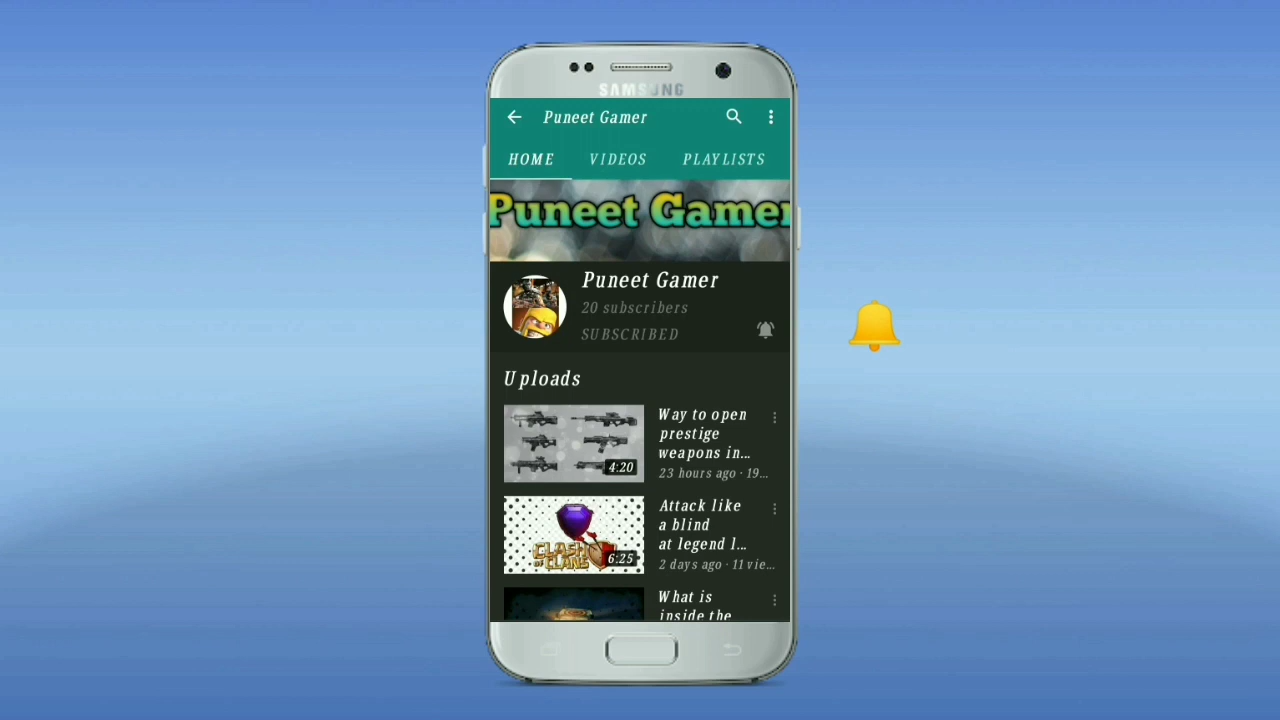 SAMSUNG
Puneet Gamer
HOME VIDEOS PLAYLISTS
Puneet Gamer
Puneet Gamer
20 subscribers
SUBSCRIBED
Uploads
4:20
Way to open
prestige
weapons in...
23 hours ago · 19...
CLASH
OF CLANS
6:25
Attack like
a blind
at legend l...
2 days ago · 11 vie...
What is
inside the